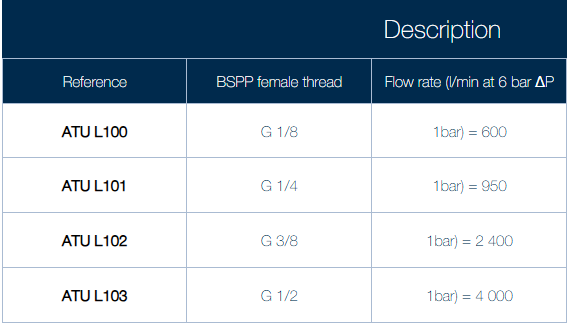 Description
Reference BSPP female thread Flow rate (l/min at 6 bar ΔP
ATU L100 G 1/8 1bar) = 600
ATU L101 G 1/4 1bar) = 950
ATU L102 G 3/8 1bar) = 2 400
ATU L103 G 1/2 1bar) = 4 000